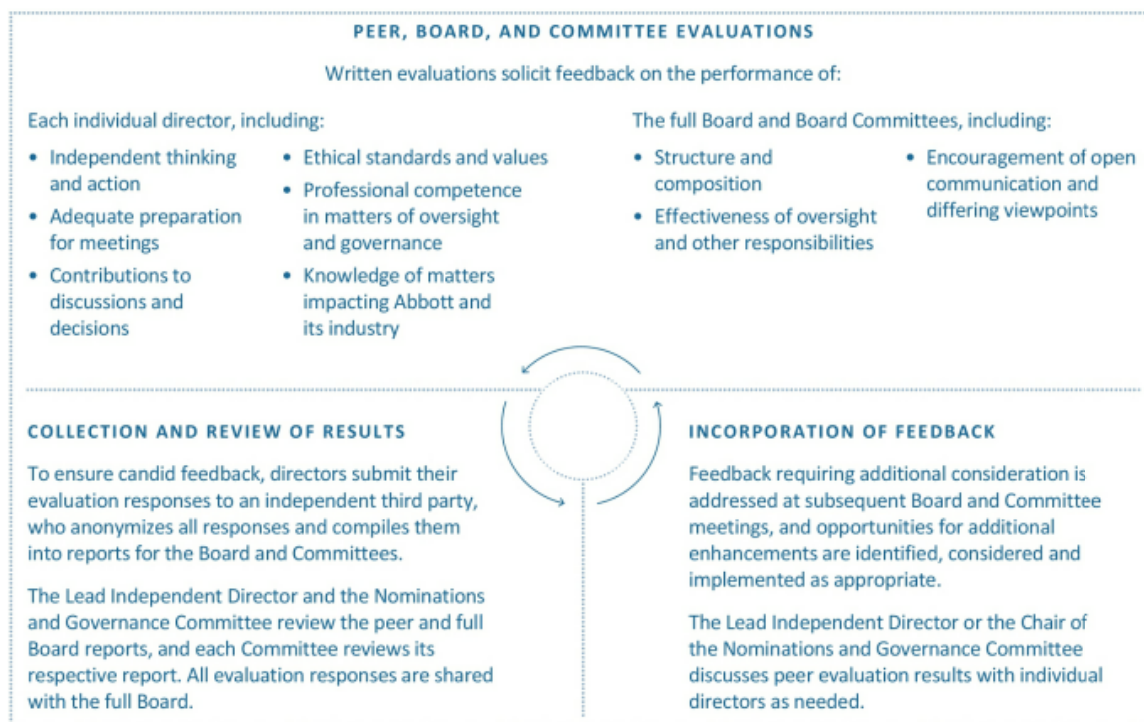 PEER, BOARD, AND COMMITTEE EVALUATIONS
Written evaluations solicit feedback on the performance of:
Each individual director, including:
• Independent thinking
and action
• Adequate preparation
for meetings
• Contributions to
discussions and
decisions
• Ethical standards and values
• Professional competence
in matters of oversight
and governance
• Knowledge of matters
impacting Abbott and
its industry
The full Board and Board Committees, including:
• Structure and
composition
• Effectiveness of oversight
and other responsibilities
• Encouragement of open
communication and
differing viewpoints
COLLECTION AND REVIEW OF RESULTS
To ensure candid feedback, directors submit their
evaluation responses to an independent third party,
who anonymizes all responses and compiles them
into reports for the Board and Committees.
The Lead Independent Director and the Nominations
and Governance Committee review the peer and full
Board reports, and each Committee reviews its
respective report. All evaluation responses are shared
with the full Board.
INCORPORATION OF FEEDBACK
Feedback requiring additional consideration is
addressed at subsequent Board and Committee
meetings, and opportunities for additional
enhancements are identified, considered and
implemented as appropriate.
The Lead Independent Director or the Chair of
the Nominations and Governance Committee
discusses peer evaluation results with individual
directors as needed.